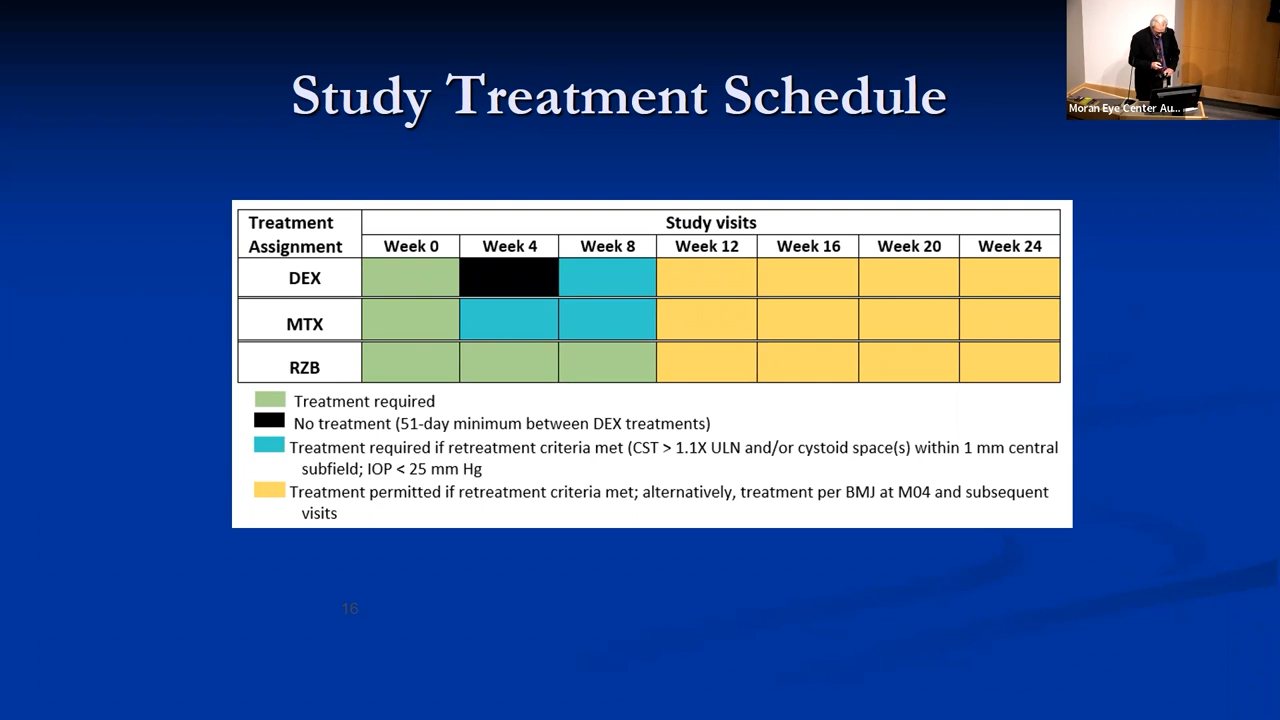 Study Treatment Schedule
Moran Eye Center Au...
Treatment Assignment
Study visits
Week 0 Week 4 Week 8 Week 12 Week 16 Week 20 Week 24
DEX
MTX
RZB
Treatment required
No treatment (51-day minimum between DEX treatments)
Treatment required if retreatment criteria met (CST > 1.1X ULN and/or cystoid space(s) within 1 mm central
subfield; IOP < 25 mm Hg
Treatment permitted if retreatment criteria met; alternatively, treatment per BMJ at M04 and subsequent
visits
16